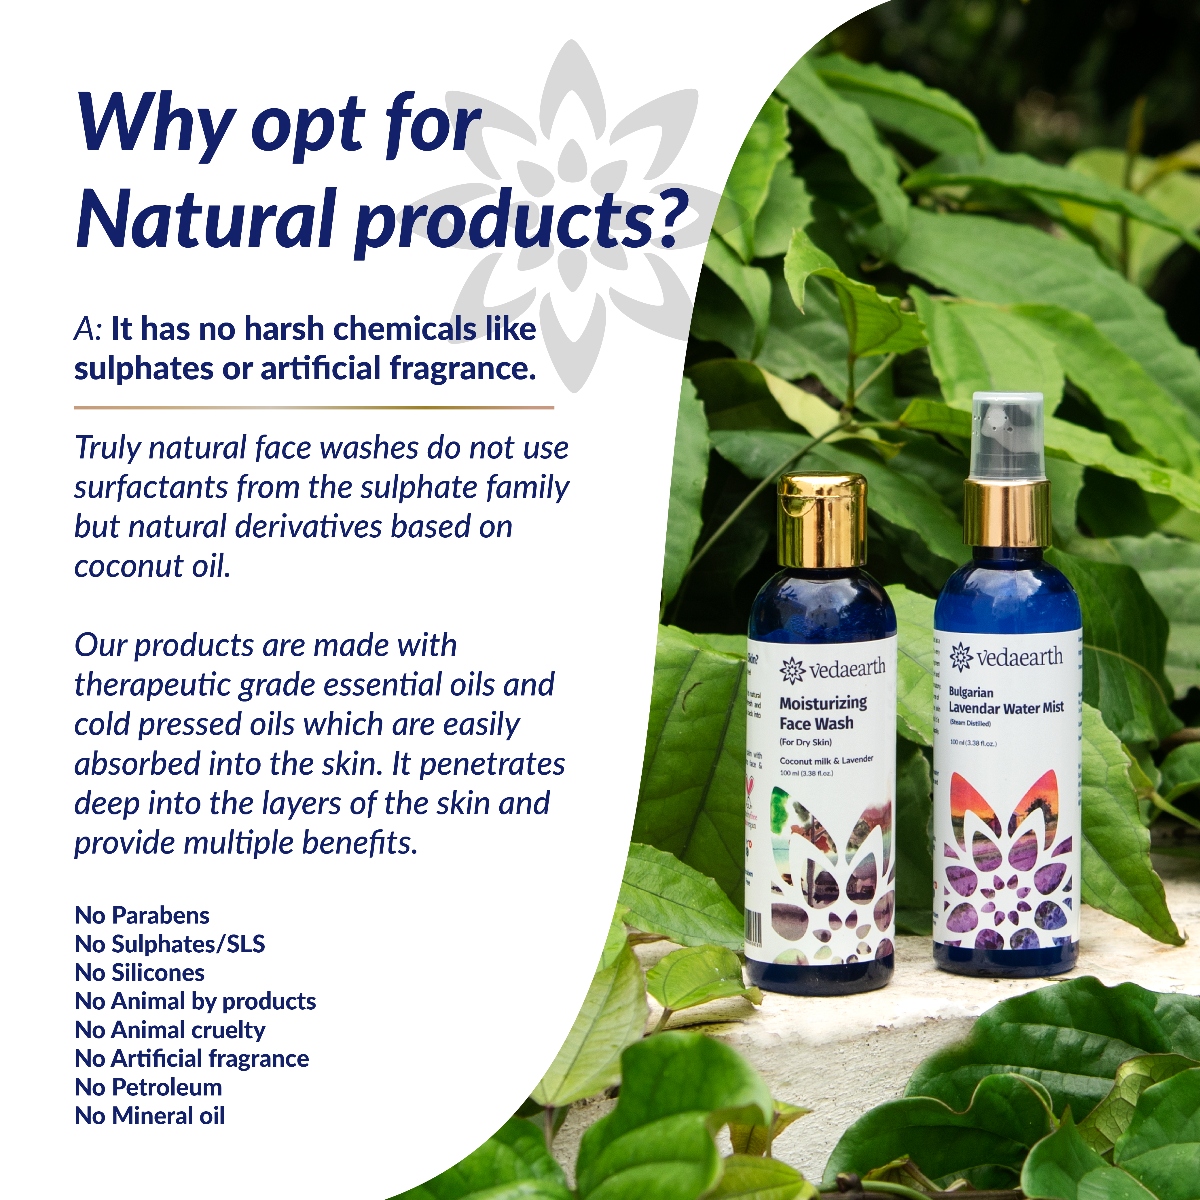 Why opt for
Natural products?
A: It has no harsh chemicals like
sulphates or artificial fragrance.
Truly natural face washes do not use
surfactants from the sulphate family
but natural derivatives based on
coconut oil.
Our products are made with
therapeutic grade essential oils and
cold pressed oils which are easily
absorbed into the skin. It penetrates
deep into the layers of the skin and
provide multiple benefits.
No Parabens
No Sulphates/SLS
No Silicones
No Animal by products
No Animal cruelty
No Artificial fragrance
No Petroleum
No Mineral oil
vedaearth
Moisturizing
Face Wash
(For Dry Skin)
Coconut milk & Lavender
100 ml (3.38 fl.oz.)
vedaearth
Bulgarian
Lavendar Water Mist
(Steam Distilled)
100 ml (3.38 fl.oz.)